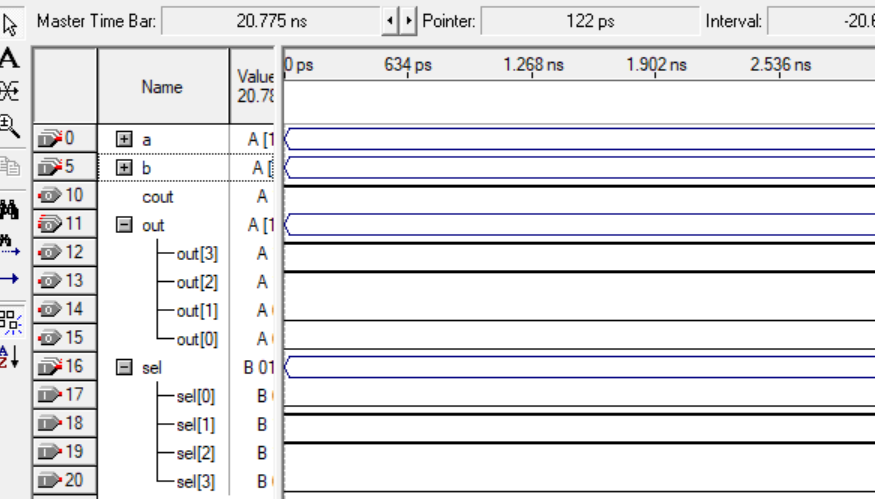 Master Time Bar: 20.775 ns Pointer: 122 ps Interval: -20.6
Name Value 20.78 0 ps 634 ps 1.268 ns 1.902 ns 2.536 ns
0 a A [1
5 b A [
10 cout A
11 out A [1
12 out[3] A
13 out[2] A
14 out[1] A
15 out[0] A
16 sel B 01
17 sel[0] B
18 sel[1] B
19 sel[2] B
20 sel[3] B